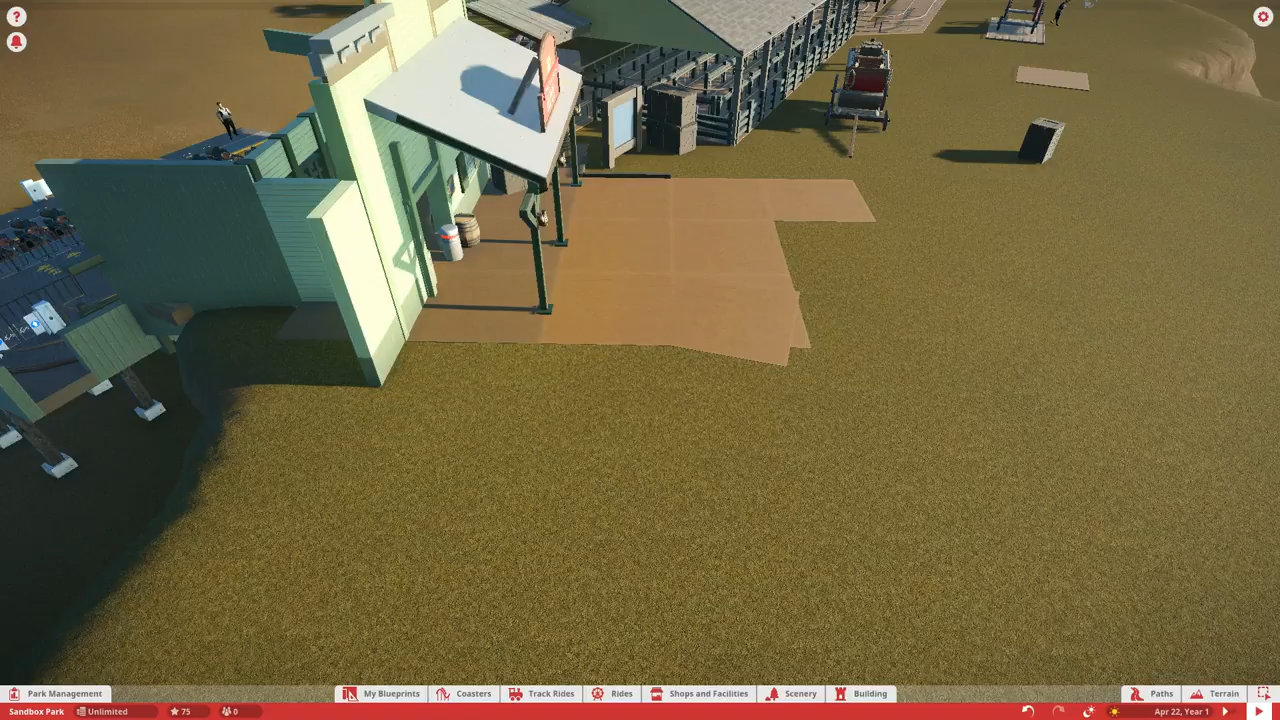 Park Management
My Blueprints
Coasters
Track Rides
Rides
Shops and Facilities
Scenery
Building
Paths
Terrain
Sandbox Park
Unlimited
75
0
Apr 22, Year 1